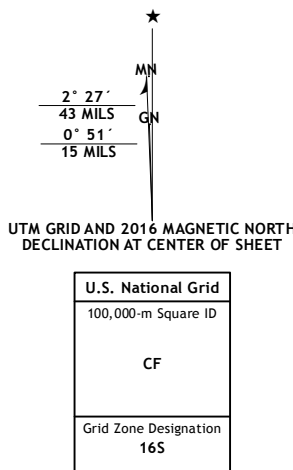 ★
MN
2° 27´
43 MILS
GN
0° 51´
15 MILS
UTM GRID AND 2016 MAGNETIC NORTH
DECLINATION AT CENTER OF SHEET
U.S. National Grid
100,000-m Square ID
CF
Grid Zone Designation
16S